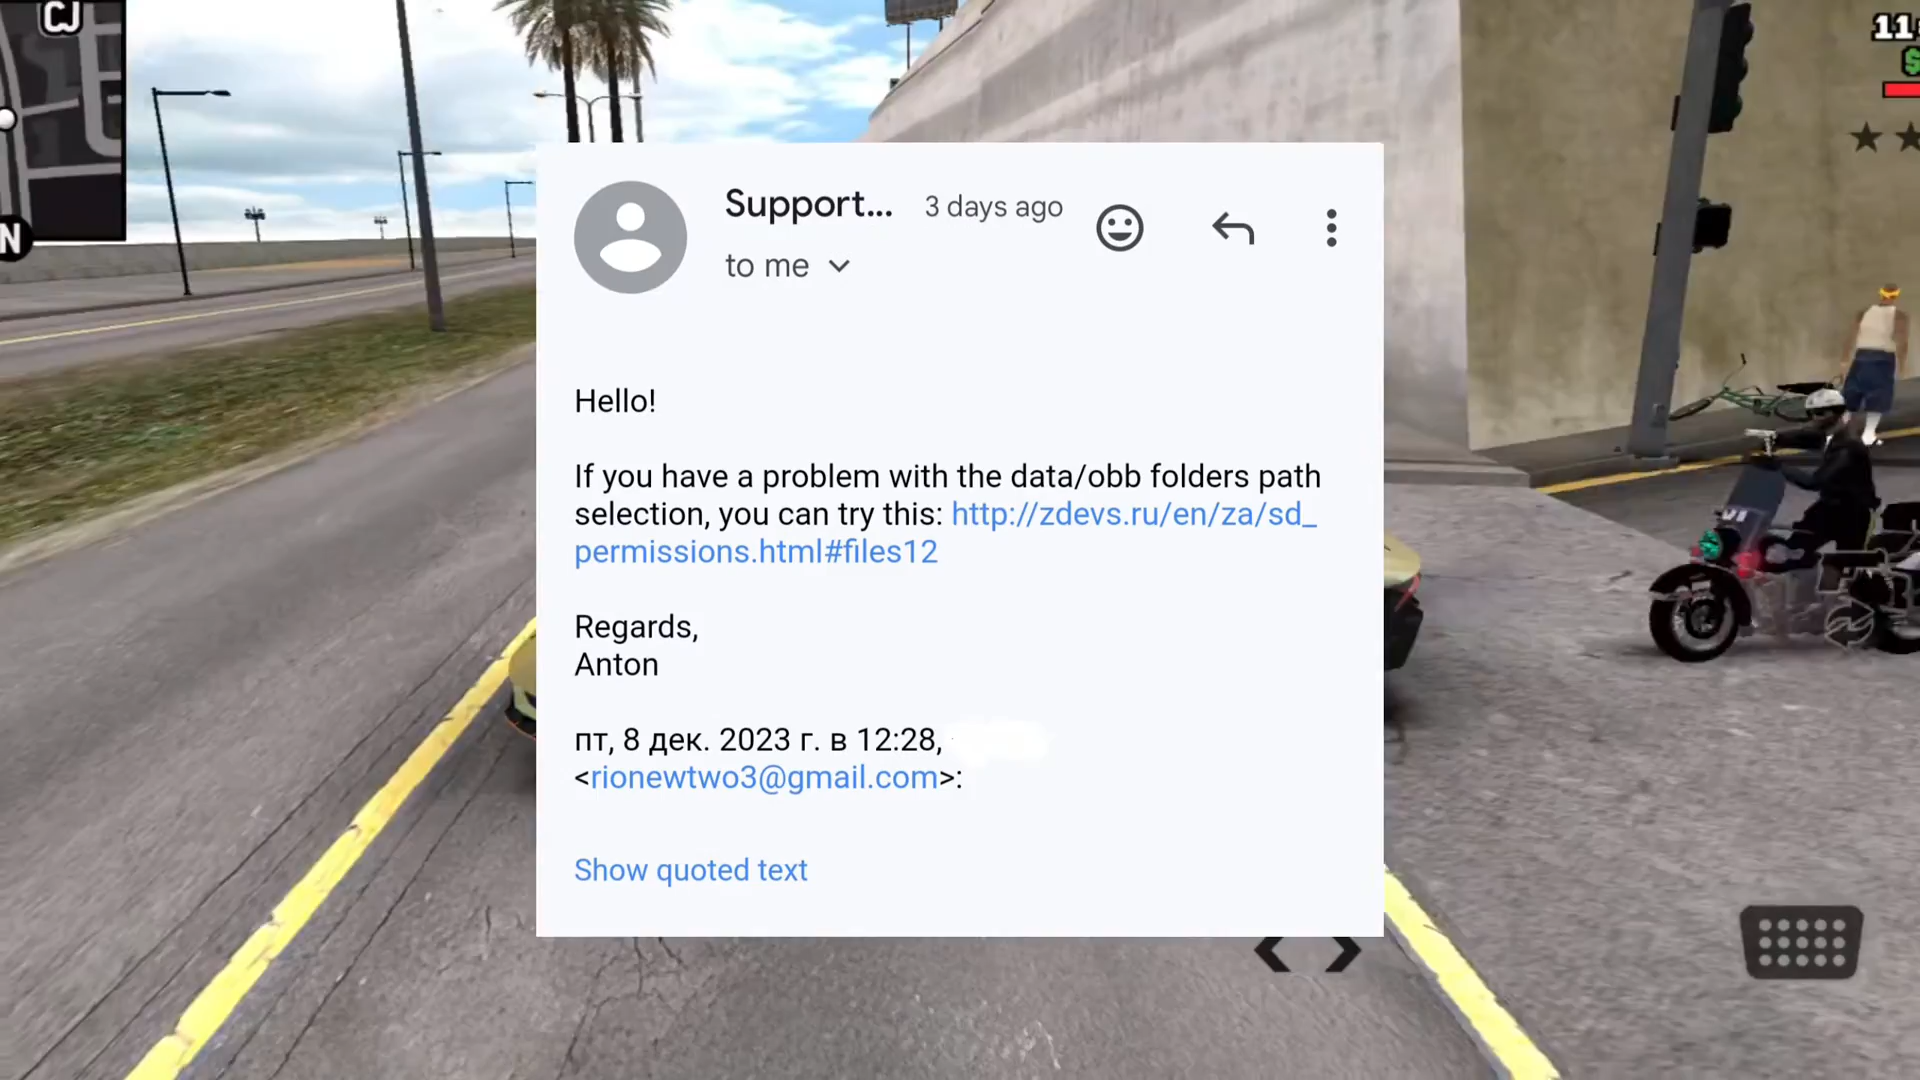 CJ
N
11
$
Support...
3 days ago
to me
Hello!
If you have a problem with the data/obb folders path
selection, you can try this: http://zdevs.ru/en/za/sd_
permissions.html#files12
Regards,
Anton
пт, 8 дек. 2023 г. в 12:28,
<rionewtwo3@gmail.com>:
Show quoted text